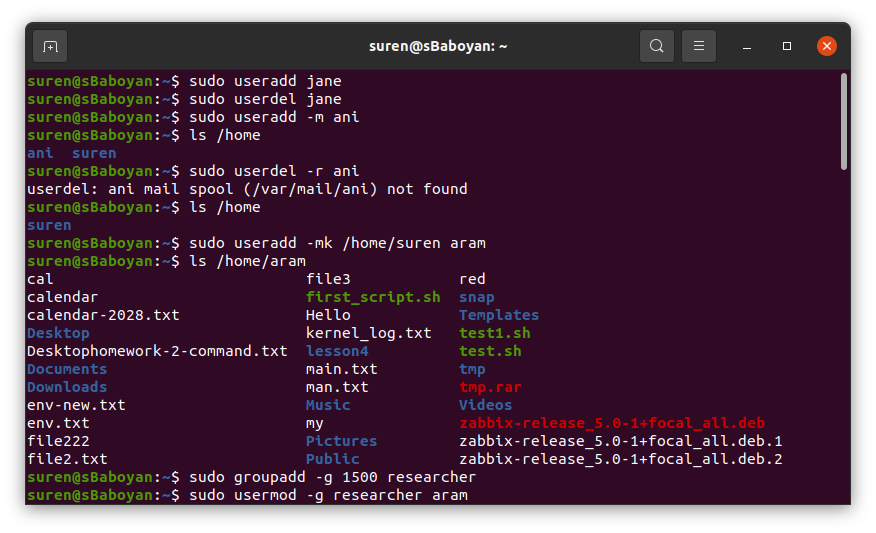 suren@sBaboyan: ~
suren@sBaboyan:~$ sudo useradd jane
suren@sBaboyan:~$ sudo userdel jane
suren@sBaboyan:~$ sudo useradd -m ani
suren@sBaboyan:~$ ls /home
ani  suren
suren@sBaboyan:~$ sudo userdel -r ani
userdel: ani mail spool (/var/mail/ani) not found
suren@sBaboyan:~$ ls /home
suren
suren@sBaboyan:~$ sudo useradd -mk /home/suren aram
suren@sBaboyan:~$ ls /home/aram
cal                            file3             red
calendar                       first_script.sh   snap
calendar-2028.txt              Hello             Templates
Desktop                        kernel_log.txt    test1.sh
Desktophomework-2-command.txt  lesson4           test.sh
Documents                      main.txt          tmp
Downloads                      man.txt           tmp.rar
env-new.txt                    Music             Videos
env.txt                        my                zabbix-release_5.0-1+focal_all.deb
file222                        Pictures          zabbix-release_5.0-1+focal_all.deb.1
file2.txt                      Public            zabbix-release_5.0-1+focal_all.deb.2
suren@sBaboyan:~$ sudo groupadd -g 1500 researcher
suren@sBaboyan:~$ sudo usermod -g researcher aram